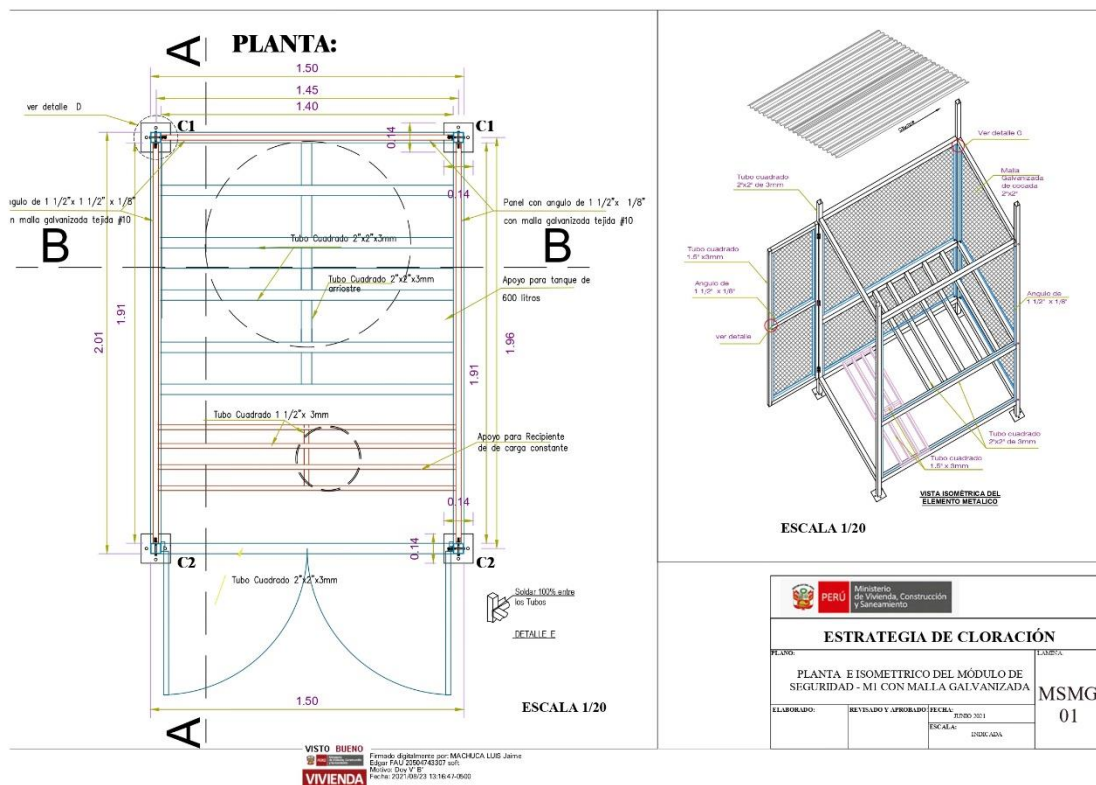 PLANTA:
A
1.50
1.45
1.40
ver detalle D
C1
C1
0.14
0.14
ngulo de 1 1/2"x 1 1/2"x 1/8"
n malla galvanizada tejida #10
Panel con angulo de 1 1/2"x 1/8"
con malla galvanizada tejida #10
B
B
Tubo Cuadrado 2"x2"x3mm
Tubo Cuadrado 2"x2"x3mm
arriostre
Apoyo para tanque de
600 litros
2.01
1.91
1.91
1.96
Tubo Cuadrado 1 1/2"x 3mm
Apoyo para Recipiente
de de carga constante
0.14
0.14
C2
C2
Tubo Cuadrado 2"x2"x3mm
Soldar 100% entre
los Tubos
DETALLE E
1.50
ESCALA 1/20
A
Ver detalle G
Malla
Galvanizada
de cocada
2"x2"
Tubo cuadrado
2"x2" de 3mm
Tubo cuadrado
1.5" x3mm
Angulo de
1 1/2" x 1/8"
ver detalle
Angulo de
1 1/2" x 1/8"
Tubo cuadrado
2"x2" de 3mm
Tubo cuadrado
1.5" x 3mm
VISTA ISOMÉTRICA DEL
ELEMENTO METALICO
ESCALA 1/20
PERÚ
Ministerio
de Vivienda, Construcción
y Saneamiento
ESTRATEGIA DE CLORACIÓN
PLANO:
LAMINA:
PLANTA E ISOMETTRICO DEL MÓDULO DE
SEGURIDAD - M1 CON MALLA GALVANIZADA
MSMG
01
ELABORADO:
REVISADO Y APROBADO:
FECHA:
JUNIO 2021
ESCALA:
INDICADA
VISTO BUENO
VIVIENDA
Firmado digitalmente por: MACHUCA LUIS Jaime
Edgar FAU 20504743307 soft
Motivo: Doy V° B°
Fecha: 2021/08/23 13:16:47-0500